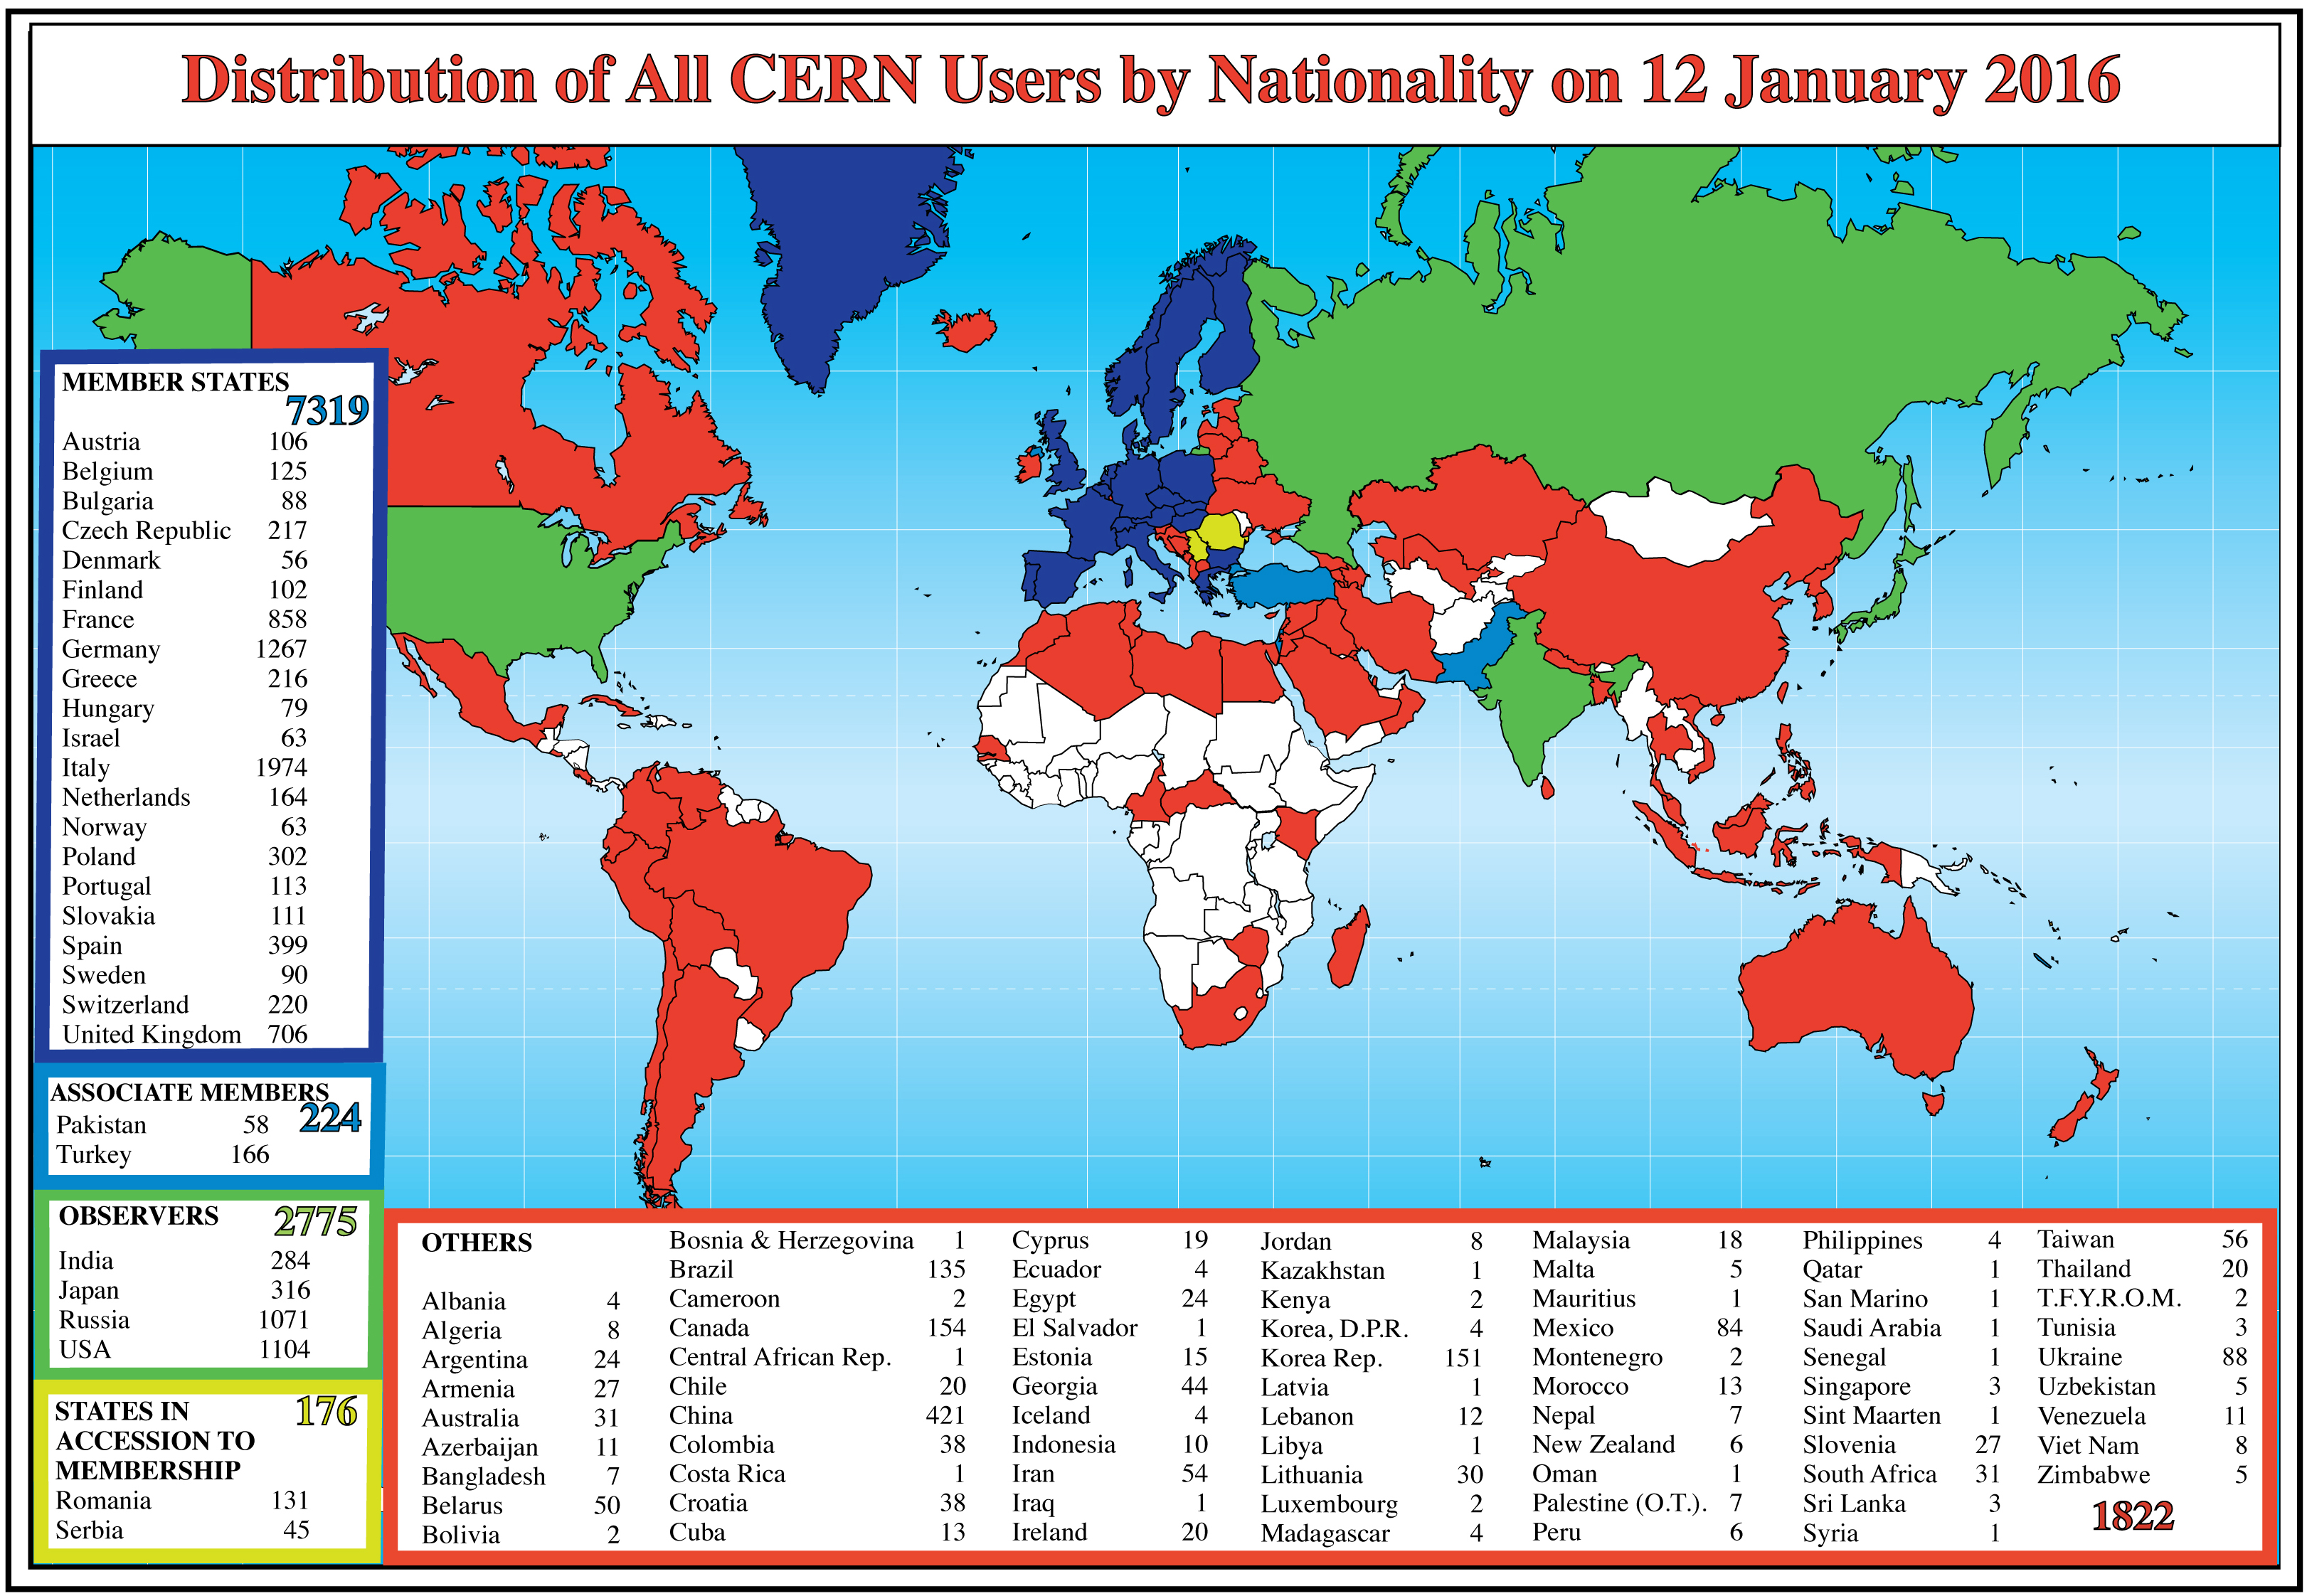 Distribution of All CERN Users by Nationality on 12 January 2016
MEMBER STATES
7319
Austria 106
Belgium 125
Bulgaria 88
Czech Republic 217
Denmark 56
Finland 102
France 858
Germany 1267
Greece 216
Hungary 79
Israel 63
Italy 1974
Netherlands 164
Norway 63
Poland 302
Portugal 113
Slovakia 111
Spain 399
Sweden 90
Switzerland 220
United Kingdom 706
ASSOCIATE MEMBERS
224
Pakistan 58
Turkey 166
OBSERVERS 2775
India 284
Japan 316
Russia 1071
USA 1104
STATES IN 176
ACCESSION TO
MEMBERSHIP
Romania 131
Serbia 45
OTHERS
Albania 4
Algeria 8
Argentina 24
Armenia 27
Australia 31
Azerbaijan 11
Bangladesh 7
Belarus 50
Bolivia 2
Bosnia & Herzegovina 1
Brazil 135
Cameroon 2
Canada 154
Central African Rep. 1
Chile 20
China 421
Colombia 38
Costa Rica 1
Croatia 38
Cuba 13
Cyprus 19
Ecuador 4
Egypt 24
El Salvador 1
Estonia 15
Georgia 44
Iceland 4
Indonesia 10
Iran 54
Iraq 1
Ireland 20
Jordan 8
Kazakhstan 1
Kenya 2
Korea, D.P.R. 4
Korea Rep. 151
Latvia 1
Lebanon 12
Libya 1
Lithuania 30
Luxembourg 2
Madagascar 4
Malaysia 18
Malta 5
Mauritius 1
Mexico 84
Montenegro 2
Morocco 13
Nepal 7
New Zealand 6
Oman 1
Palestine (O.T.). 7
Peru 6
Philippines 4
Qatar 1
San Marino 1
Saudi Arabia 1
Senegal 1
Singapore 3
Sint Maarten 1
Slovenia 27
South Africa 31
Sri Lanka 3
Syria 1
Taiwan 56
Thailand 20
T.F.Y.R.O.M. 2
Tunisia 3
Ukraine 88
Uzbekistan 5
Venezuela 11
Viet Nam 8
Zimbabwe 5
1822